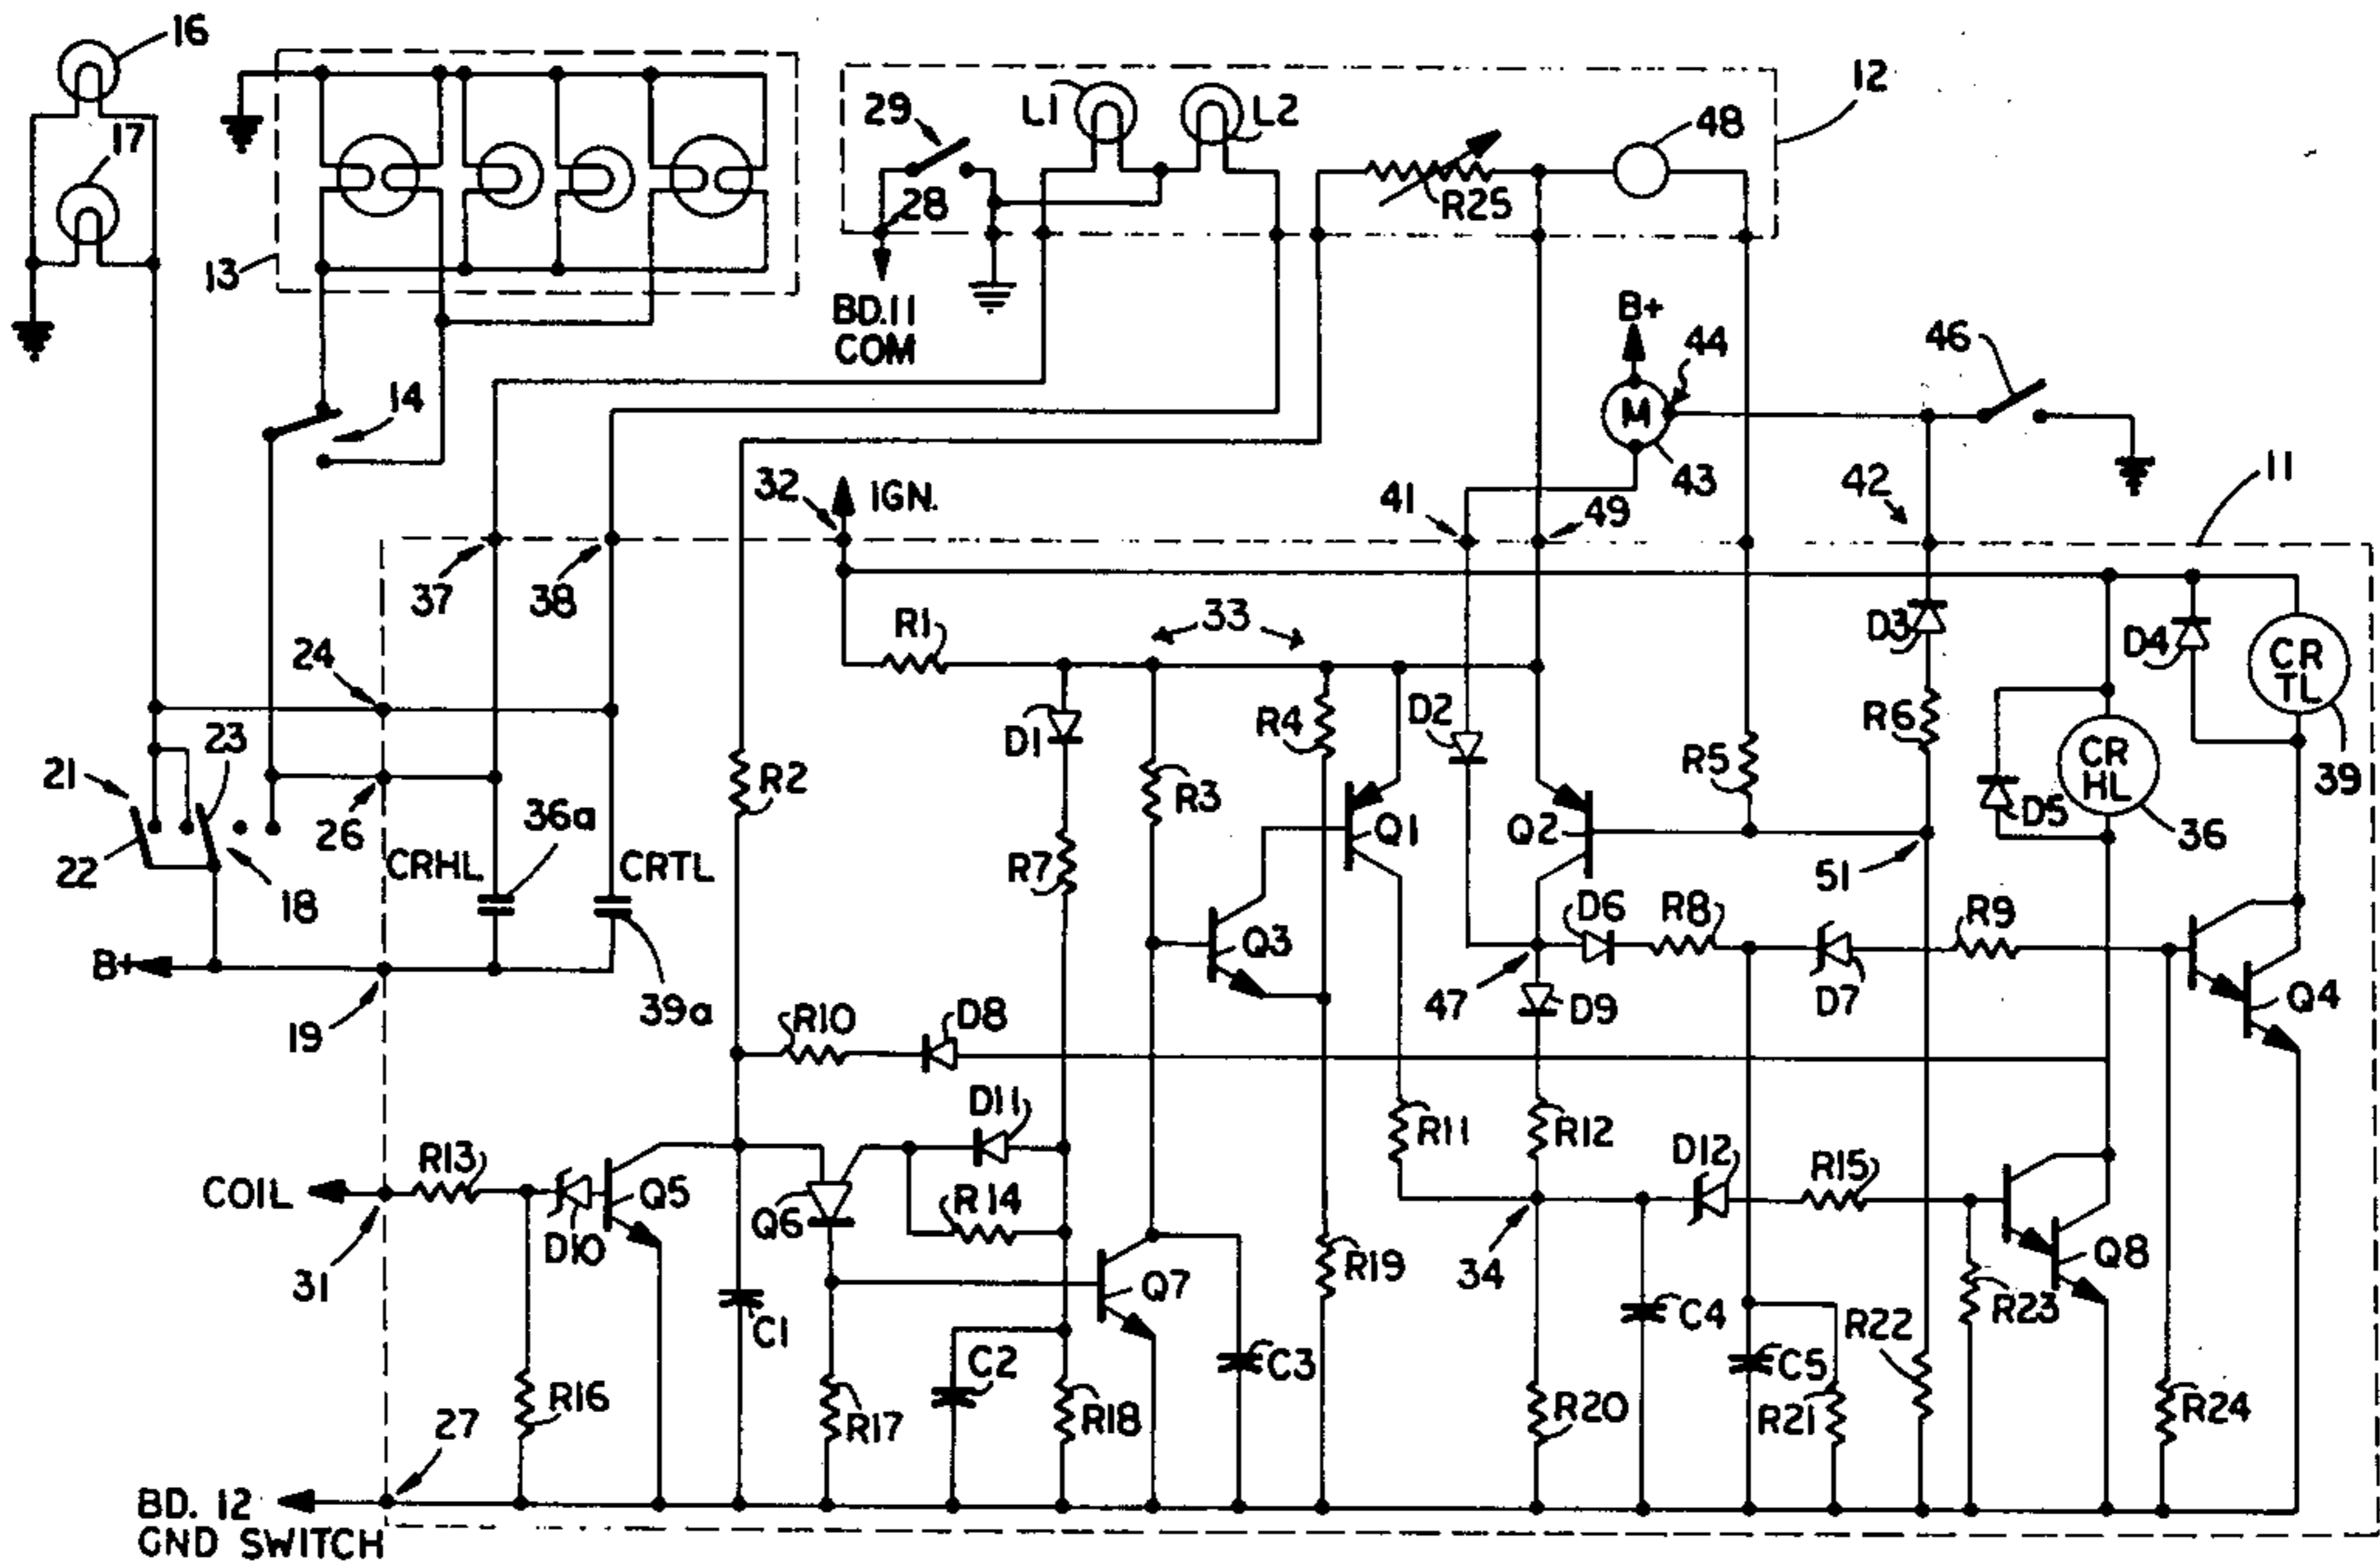 16
17
13
14
29
28
BD.11
COM
L1
L2
R25
48
12
B+
44
M
43
46
42
11
32
IGN.
41
49
37
38
24
26
R1
33
R2
D1
R3
R4
D2
R7
Q1
Q2
Q3
R5
D3
R6
D4
CR
TL
39
CR
HL
D5
36
51
21
22
23
18
CRHL
36a
CRTL
39a
B+
19
D6
R8
D7
R9
Q4
47
D9
R10
D8
D11
R14
R11
R12
D12
R15
COIL
31
R13
D10
Q5
Q6
Q7
R19
34
C4
R23
Q8
C1
C2
C3
C5
R22
R16
R17
R18
R20
R21
R24
27
BD. 12
GND SWITCH